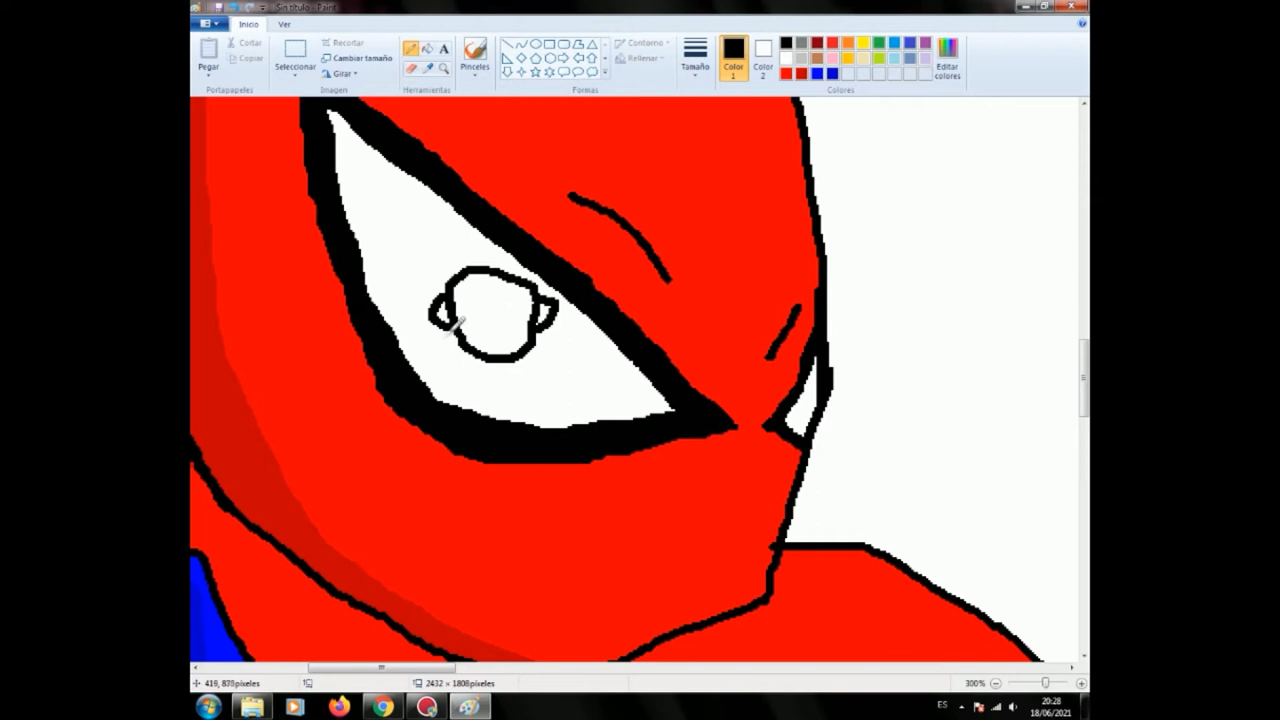 Sin título - Paint
Inicio Ver
Pegar
Cortar
Copiar
Portapapeles
Seleccionar
Recortar
Cambiar tamaño
Girar
Imagen
A
Herramientas
Pinceles
Contorno
Rellenar
Formas
Tamaño
Color 1
Color 2
Editar colores
Colores
419, 875píxeles
2432 × 1808píxeles
300%
ES
20:28
18/06/2021